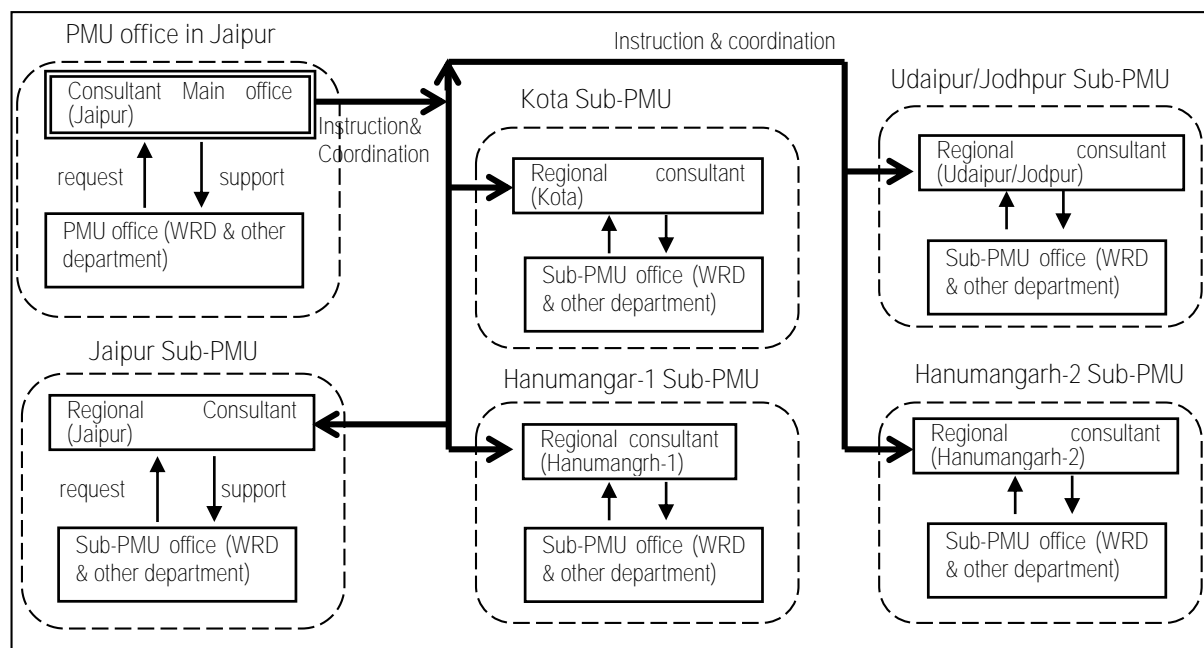 PMU office in Jaipur
Consultant Main office
(Jaipur)
request
support
PMU office (WRD & other
department)
Instruction&
Coordination
Instruction & coordination
Kota Sub-PMU
Regional consultant
(Kota)
Sub-PMU office (WRD
& other department)
Udaipur/Jodhpur Sub-PMU
Regional consultant
(Udaipur/Jodpur)
Sub-PMU office (WRD
& other department)
Jaipur Sub-PMU
Regional Consultant
(Jaipur)
request
support
Sub-PMU office (WRD
& other department)
Hanumangar-1 Sub-PMU
Regional consultant
(Hanumangrh-1)
Sub-PMU office (WRD
& other department)
Hanumangarh-2 Sub-PMU
Regional consultant
(Hanumangarh-2)
Sub-PMU office (WRD
& other department)